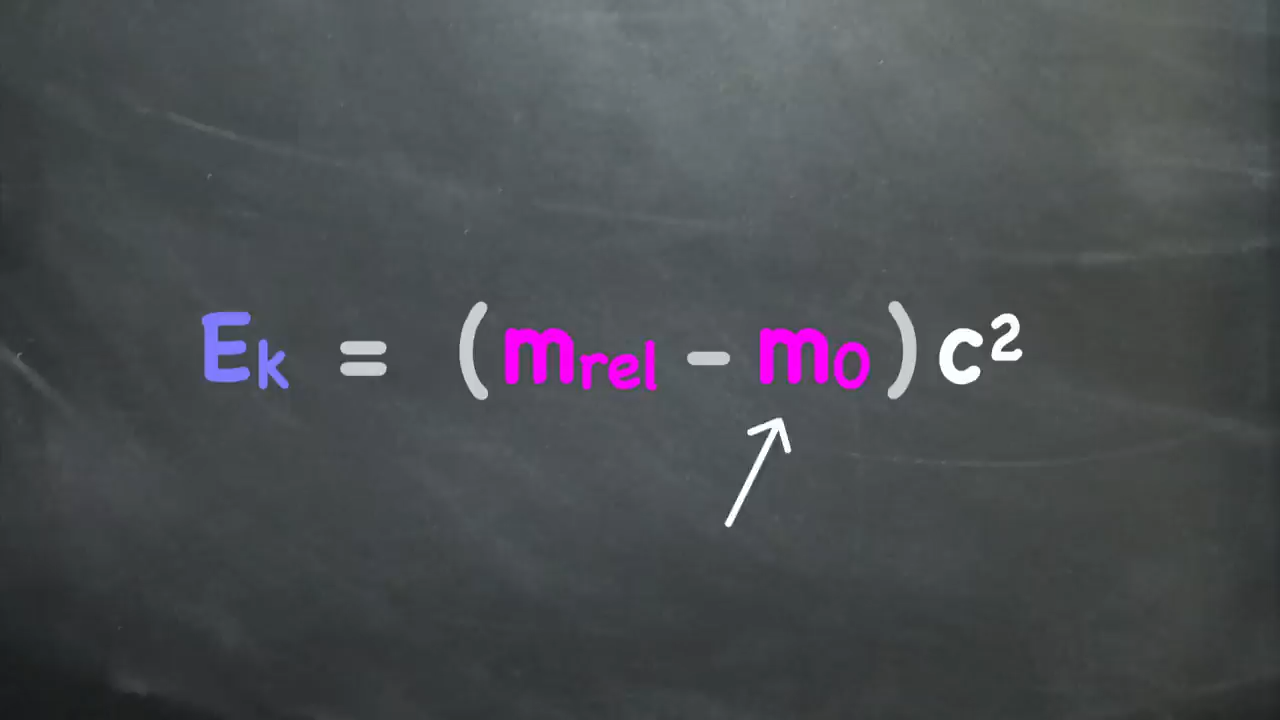 Eₖ = (mrel - m₀)c²